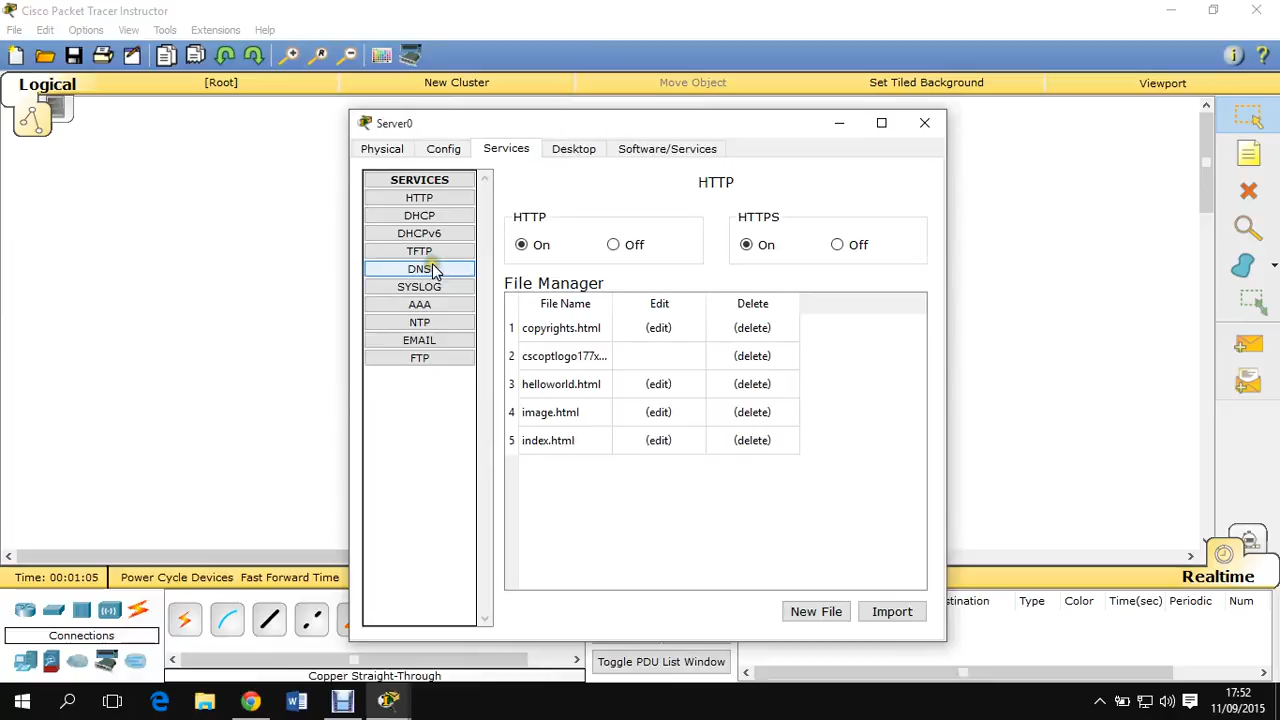 Cisco Packet Tracer Instructor
File Edit Options View Tools Extensions Help
Logical [Root] New Cluster Move Object Set Tiled Background Viewport
Server0
Physical Config Services Desktop Software/Services
SERVICES
HTTP
DHCP
DHCPv6
TFTP
DNS
SYSLOG
AAA
NTP
EMAIL
FTP
HTTP
HTTP HTTPS
On Off On Off
File Manager
File Name Edit Delete
1 copyrights.html (edit) (delete)
2 cscoptlogo177x... (delete)
3 helloworld.html (edit) (delete)
4 image.html (edit) (delete)
5 index.html (edit) (delete)
New File Import
Time: 00:01:05 Power Cycle Devices Fast Forward Time
Realtime
Connections
Copper Straight-Through
Toggle PDU List Window
Type Color Time(sec) Periodic Num
17:52
11/09/2015